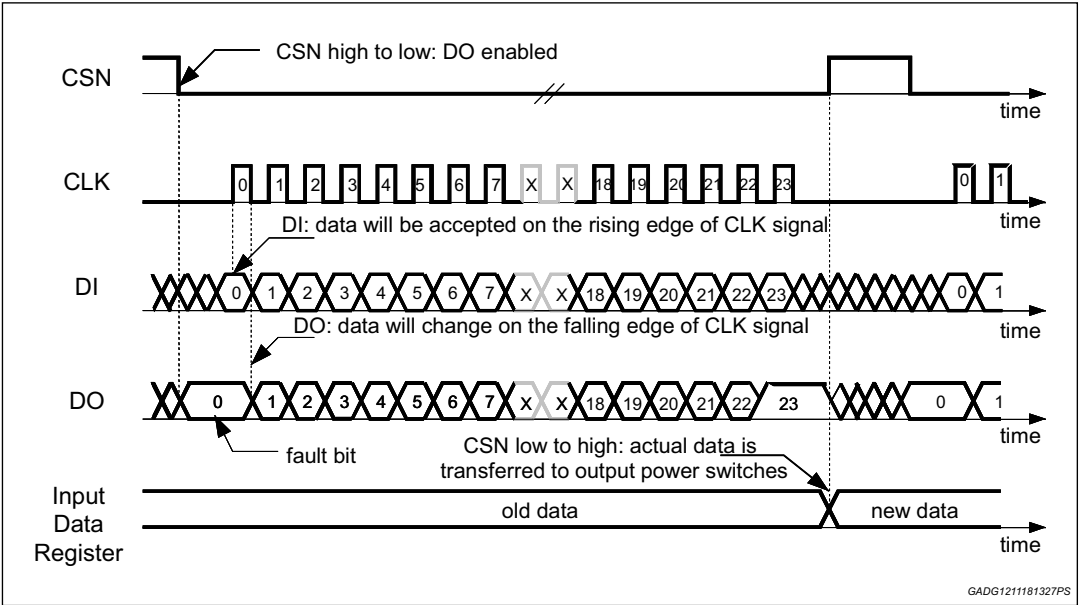 CSN high to low: DO enabled
CSN
time
CLK
0 1 2 3 4 5 6 7 X X 18 19 20 21 22 23 0 1
time
DI: data will be accepted on the rising edge of CLK signal
DI
0 1 2 3 4 5 6 7 X X 18 19 20 21 22 23 0 1
time
DO: data will change on the falling edge of CLK signal
DO
0 1 2 3 4 5 6 7 X X 18 19 20 21 22 23 0 1
time
fault bit
CSN low to high: actual data is
transferred to output power switches
Input
Data
Register
old data
new data
time
GADG1211181327PS